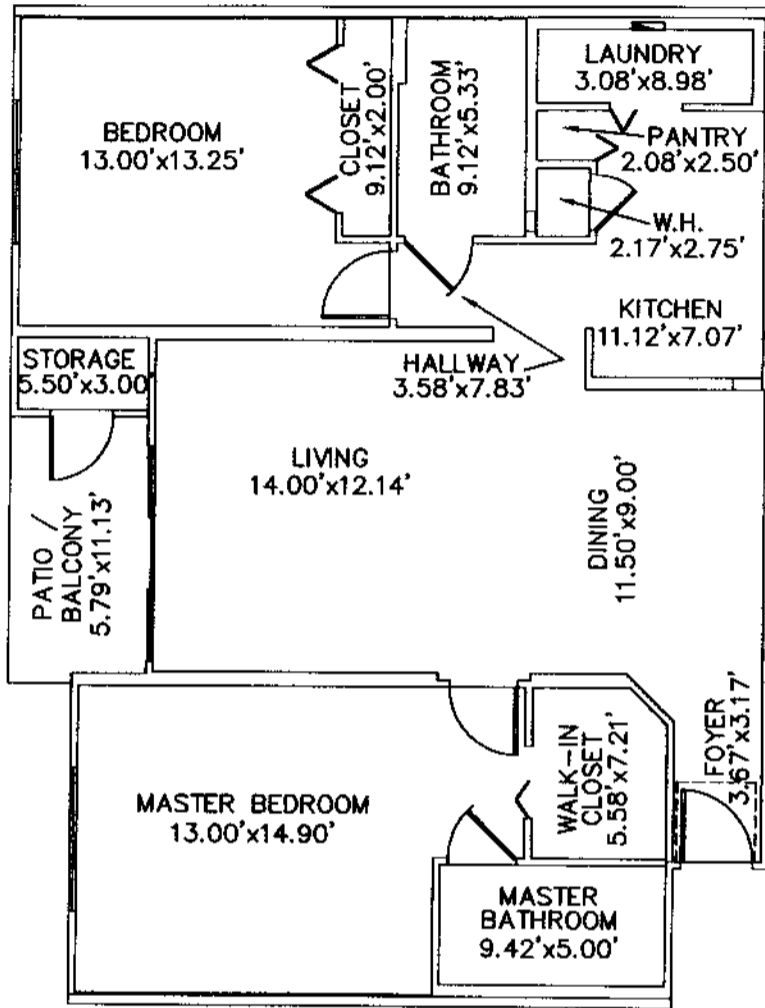 BEDROOM
13.00'x13.25'
CLOSET
9.12'x2.00'
BATHROOM
9.12'x5.33'
LAUNDRY
3.08'x8.98'
PANTRY
2.08'x2.50'
W.H.
2.17'x2.75'
KITCHEN
11.12'x7.07'
HALLWAY
3.58'x7.83'
STORAGE
5.50'x3.00'
LIVING
14.00'x12.14'
DINING
11.50'x9.00'
PATIO /
BALCONY
5.79'x11.13'
FOYER
3.67'x3.17'
WALK-IN
CLOSET
5.58'x7.21'
MASTER BEDROOM
13.00'x14.90'
MASTER
BATHROOM
9.42'x5.00'